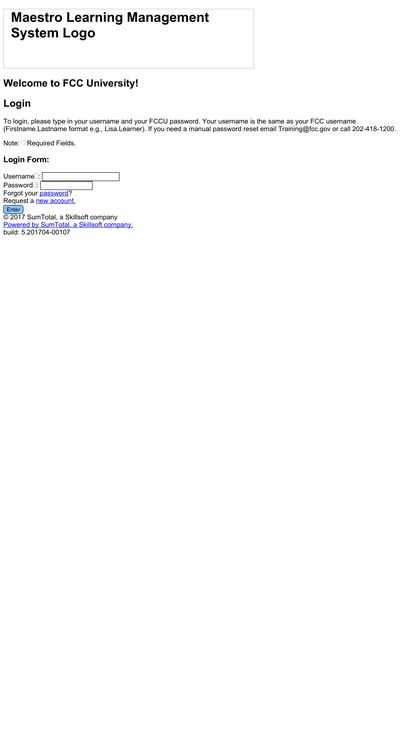 Maestro Learning Management
System Logo
Welcome to FCC University!
Login
To login, please type in your username and your FCCU password. Your username is the same as your FCC username
(Firstname.Lastname format e.g., Lisa.Learner). If you need a manual password reset email Training@fcc.gov or call 202-418-1200.
Note: Required Fields.
Login Form:
Username :
Password :
Forgot your password?
Request a new account.
Enter
© 2017 SumTotal, a Skillsoft company
Powered by SumTotal, a Skillsoft company.
build: 5.201704-00107